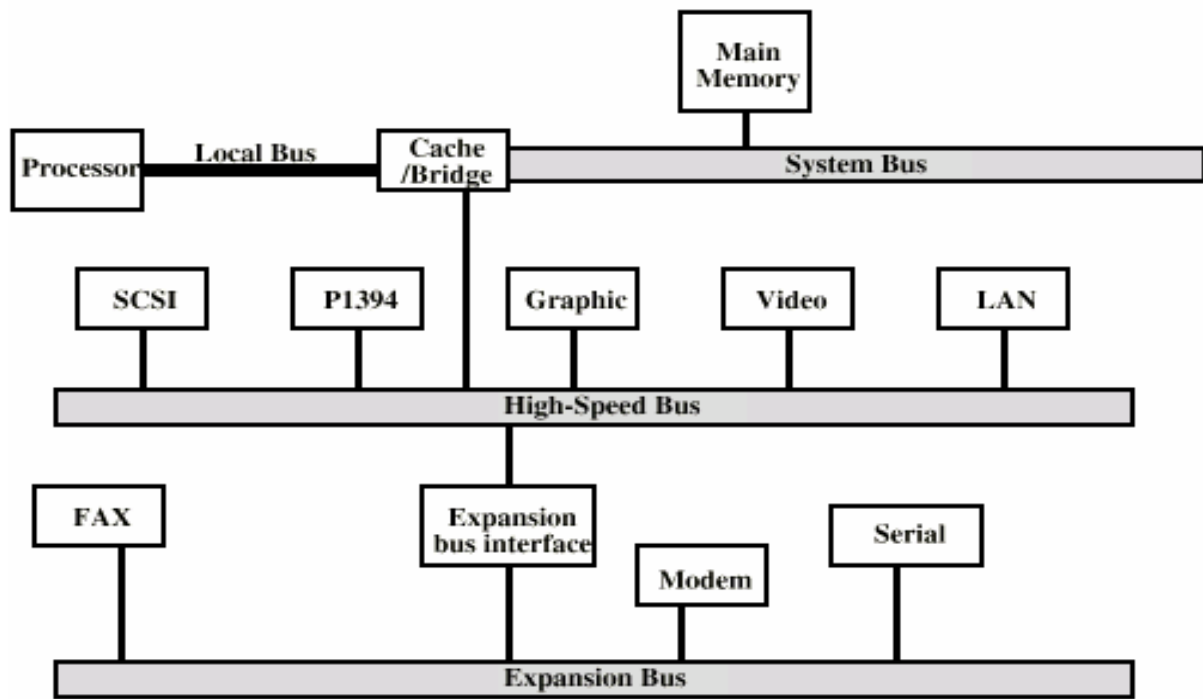 Main
Memory
Processor
Local Bus
Cache
/Bridge
System Bus
SCSI
P1394
Graphic
Video
LAN
High-Speed Bus
FAX
Expansion
bus interface
Modem
Serial
Expansion Bus